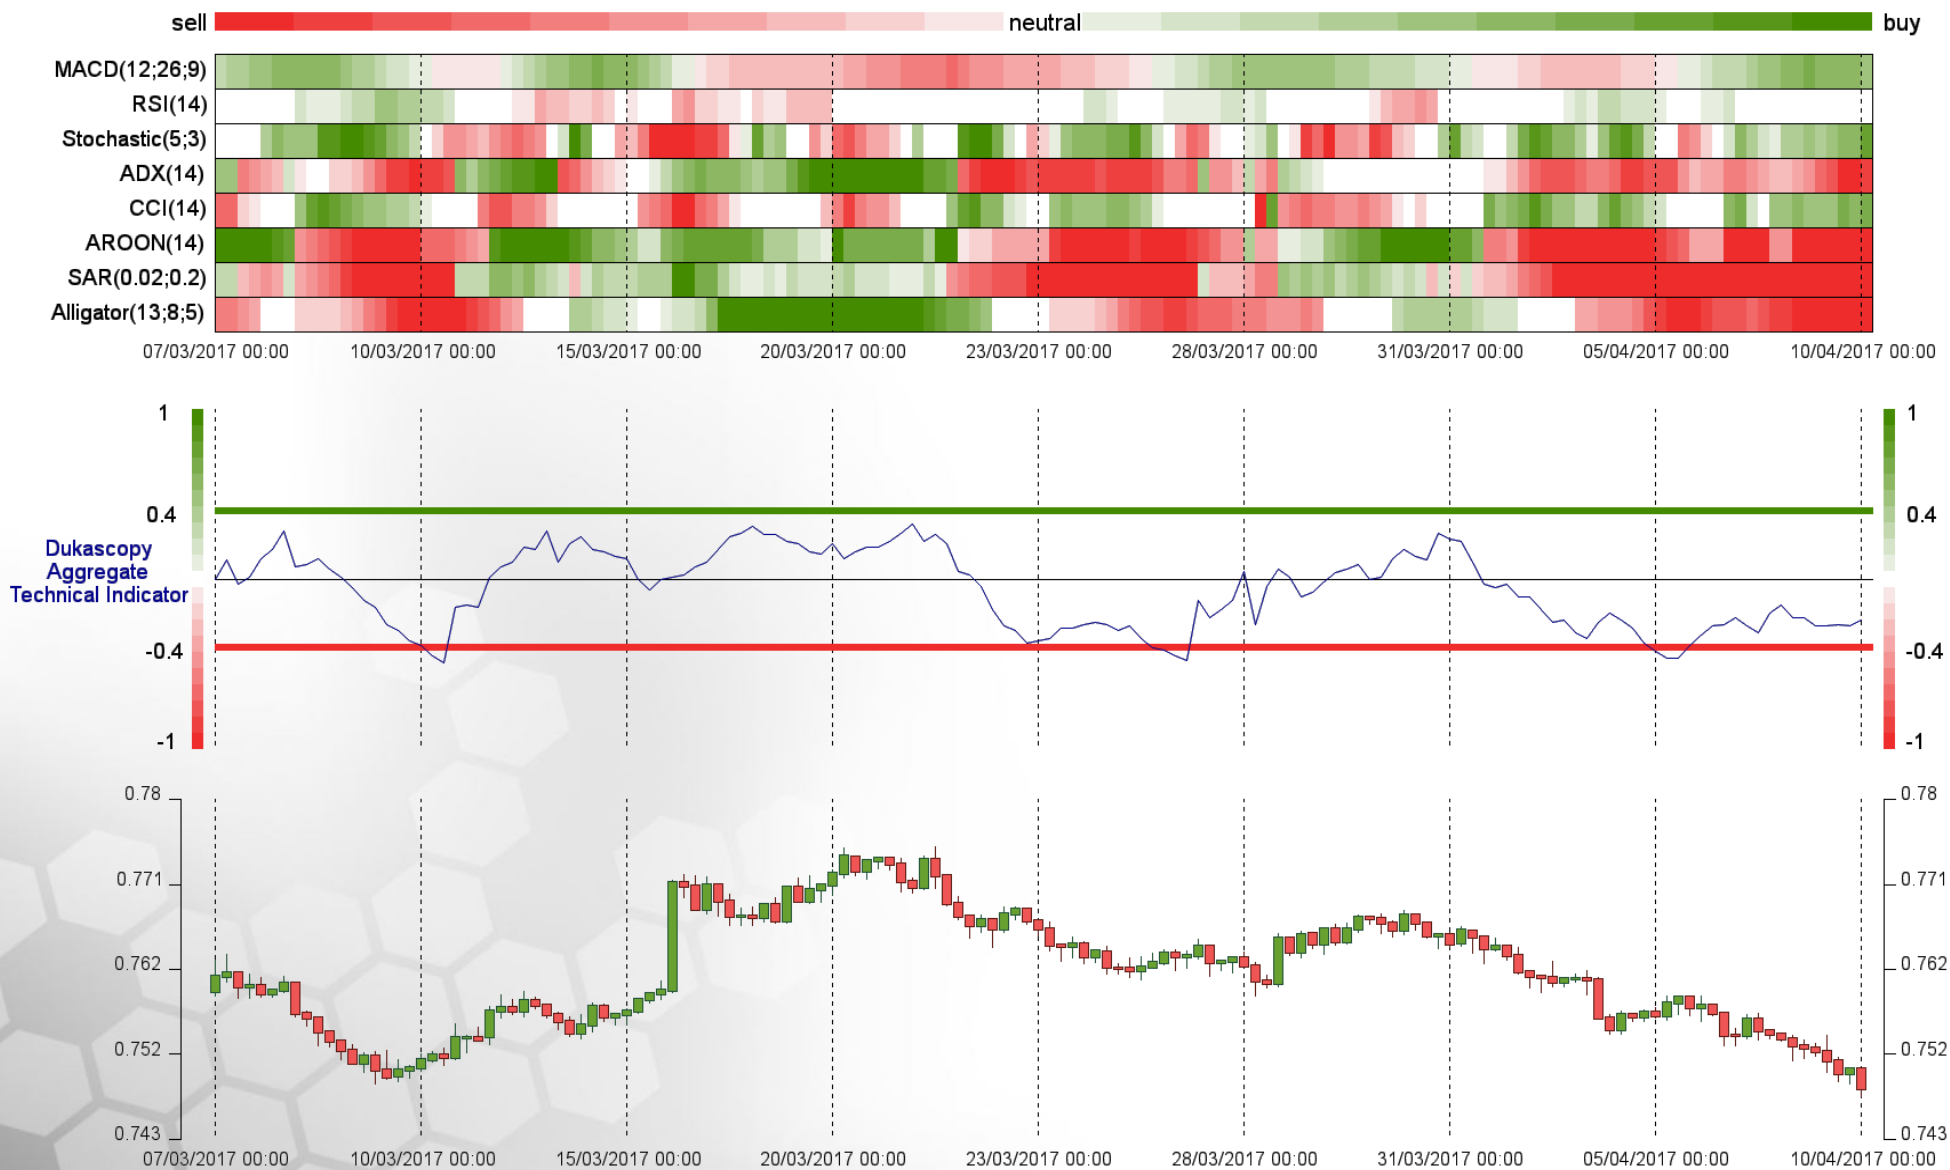 sell neutral buy
MACD(12;26;9)
RSI(14)
Stochastic(5;3)
ADX(14)
CCI(14)
AROON(14)
SAR(0.02;0.2)
Alligator(13;8;5)
07/03/2017 00:00 10/03/2017 00:00 15/03/2017 00:00 20/03/2017 00:00 23/03/2017 00:00 28/03/2017 00:00 31/03/2017 00:00 05/04/2017 00:00 10/04/2017 00:00
1 1
0.4 0.4
Dukascopy
Aggregate
Technical Indicator
-0.4 -0.4
-1 -1
0.78 0.78
0.771 0.771
0.762 0.762
0.752 0.752
0.743 0.743
07/03/2017 00:00 10/03/2017 00:00 15/03/2017 00:00 20/03/2017 00:00 23/03/2017 00:00 28/03/2017 00:00 31/03/2017 00:00 05/04/2017 00:00 10/04/2017 00:00